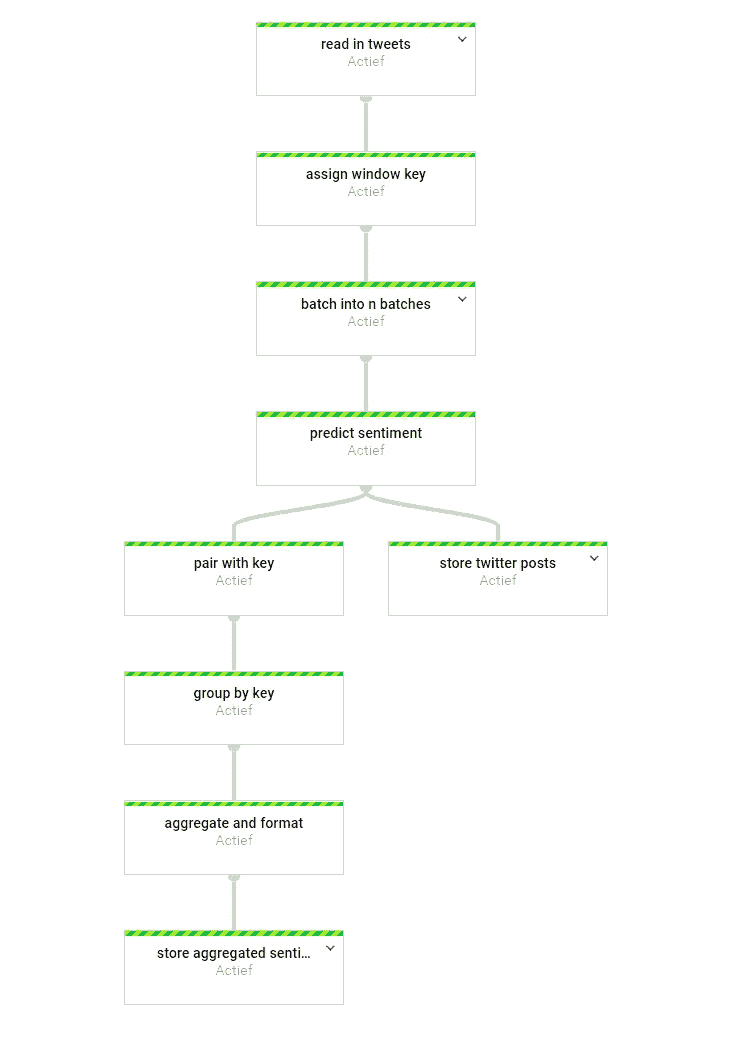 read in tweets
Actief
assign window key
Actief
batch into n batches
Actief
predict sentiment
Actief
pair with key
Actief
store twitter posts
Actief
group by key
Actief
aggregate and format
Actief
store aggregated senti...
Actief